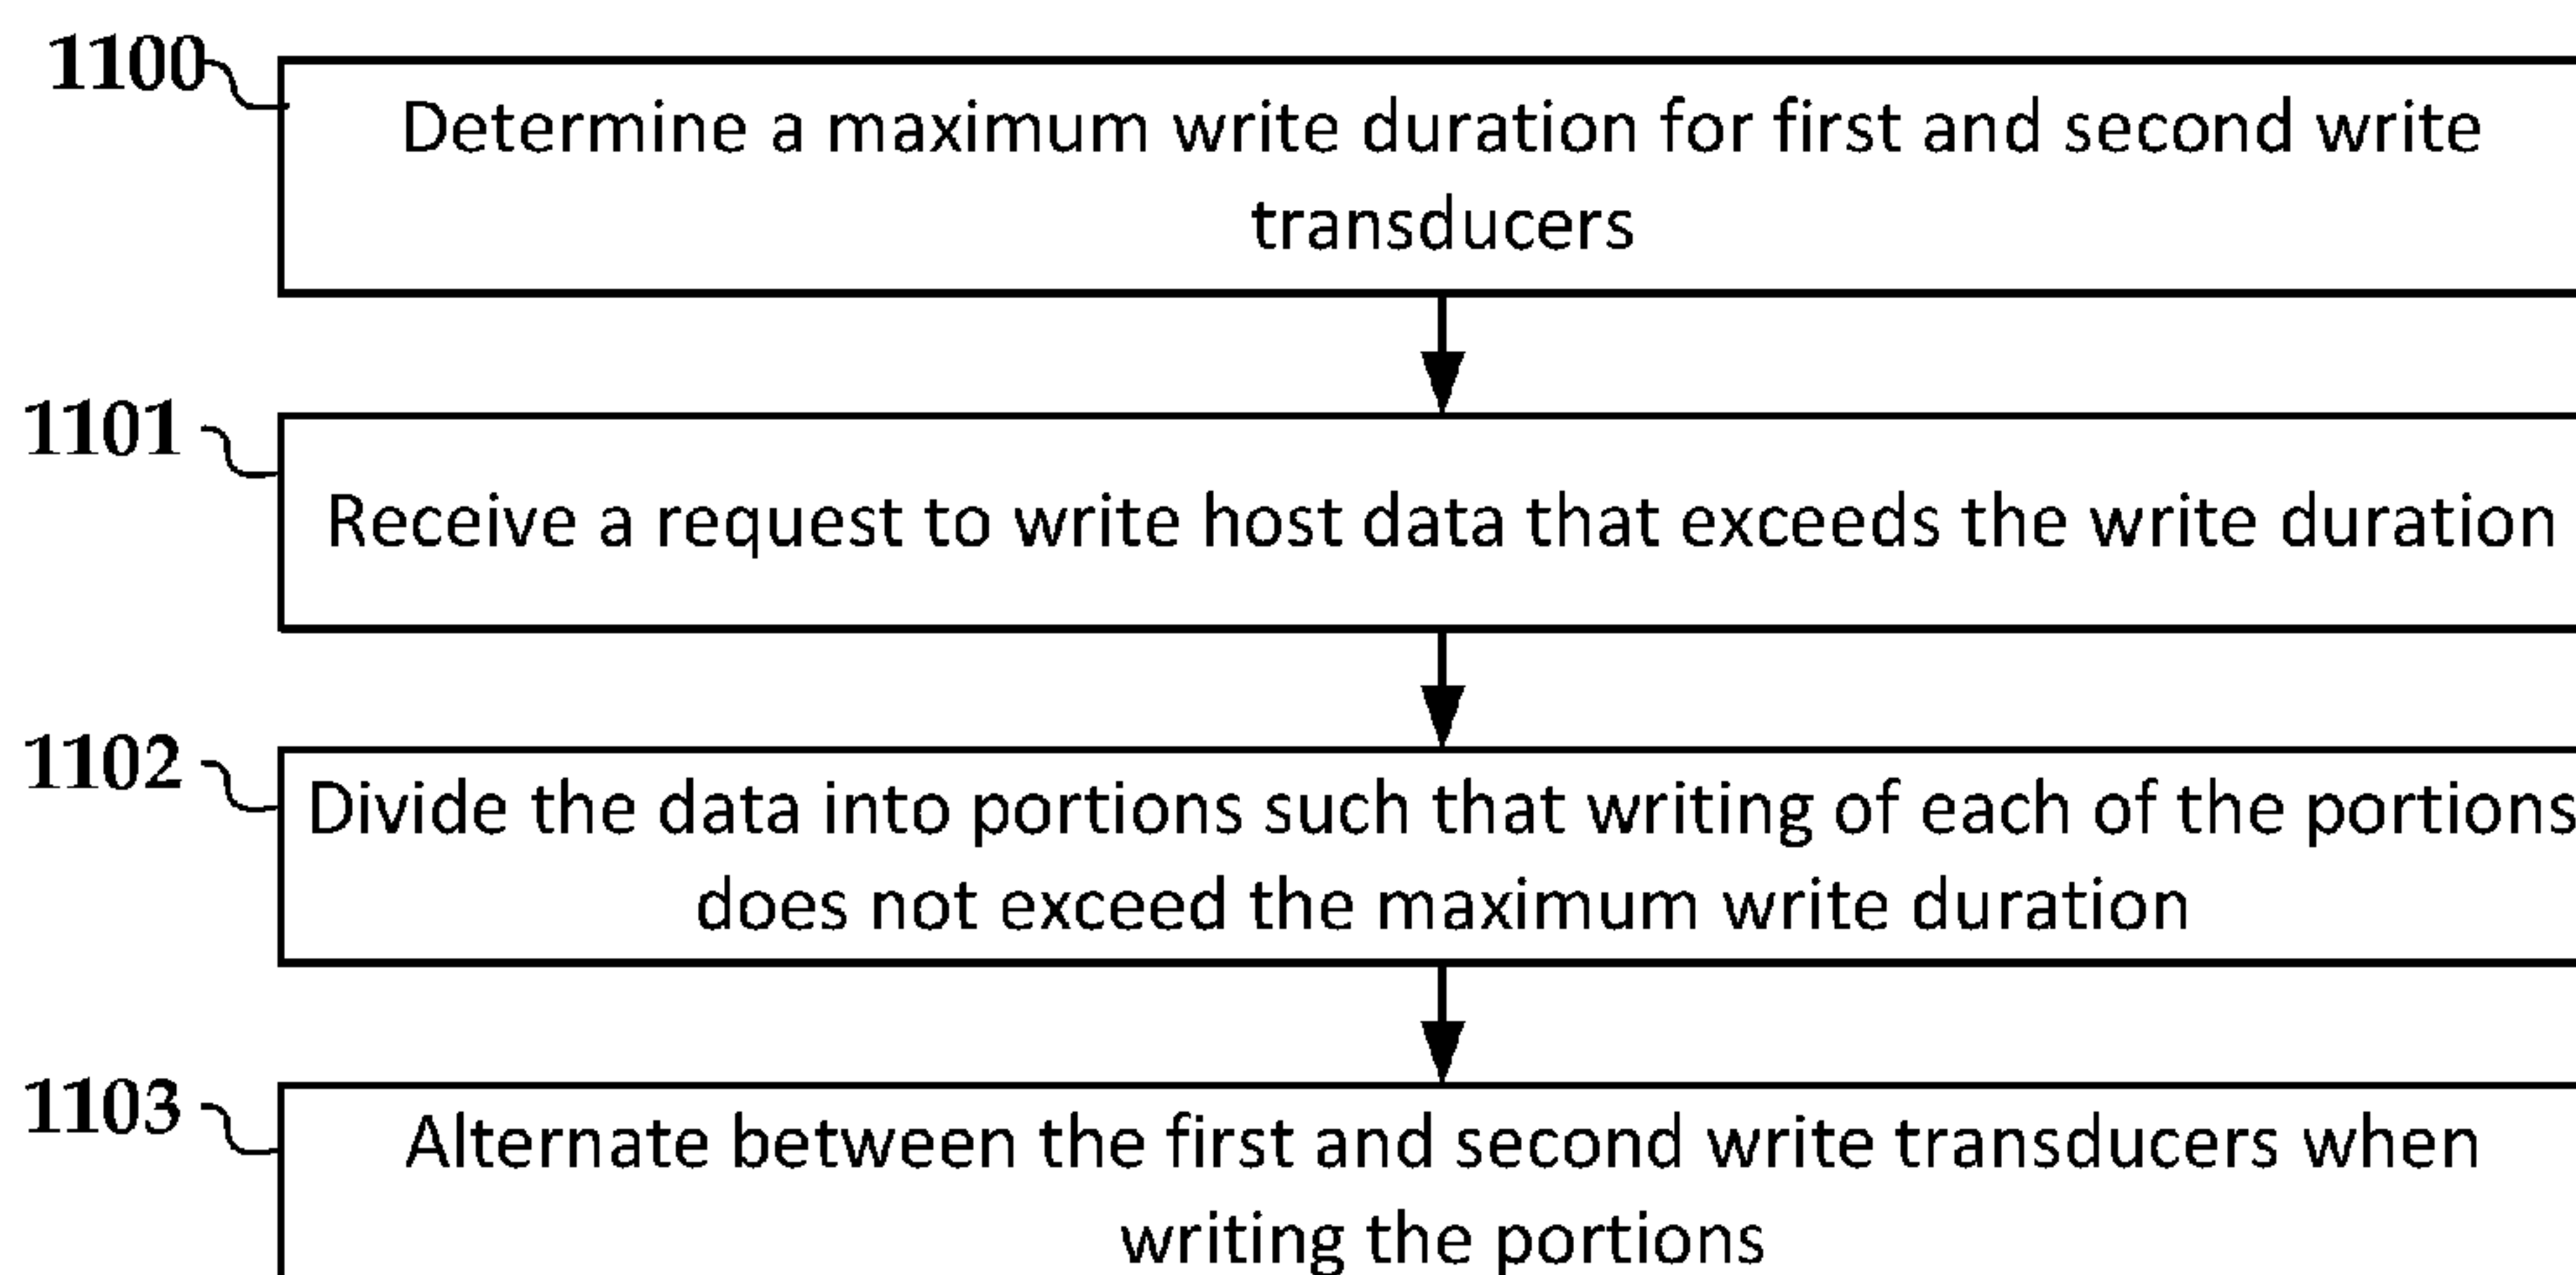 1100
Determine a maximum write duration for first and second write
transducers
1101
Receive a request to write host data that exceeds the write duration
1102
Divide the data into portions such that writing of each of the portions
does not exceed the maximum write duration
1103
Alternate between the first and second write transducers when
writing the portions